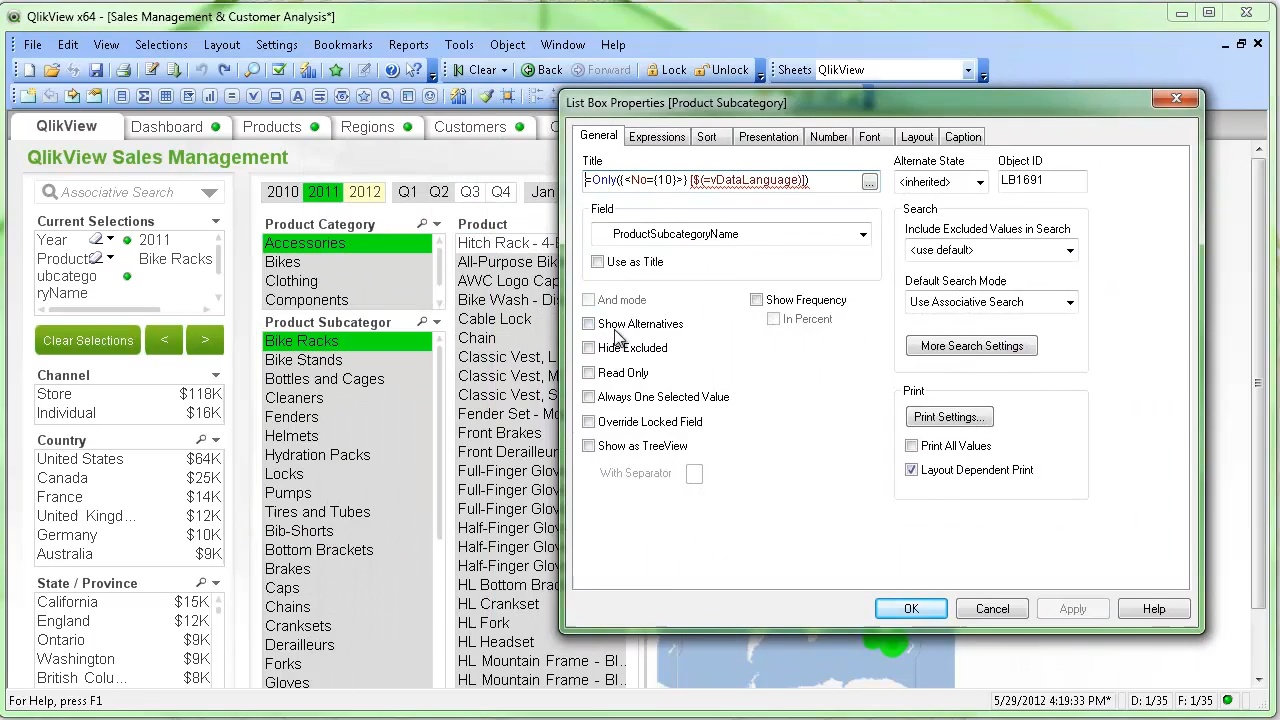 QlikView x64 - [Sales Management & Customer Analysis*]
File Edit View Selections Layout Settings Bookmarks Reports Tools Object Window Help
Clear Back Forward Lock Unlock Sheets QlikView
QlikView Dashboard Products Regions Customers
QlikView Sales Management
Associative Search
2010 2011 2012 Q1 Q2 Q3 Q4 Jan
Current Selections
Year 2011
ProductS Bike Racks
ubcatego
ryName
Clear Selections < >
Channel
Store $118K
Individual $16K
Country
United States $64K
Canada $25K
France $14K
United Kingd... $12K
Germany $10K
Australia $9K
State / Province
California $15K
England $12K
Ontario $9K
Washington $9K
British Colu... $8K
Product Category
Accessories
Bikes
Clothing
Components
Product Subcategor
Bike Racks
Bike Stands
Bottles and Cages
Cleaners
Fenders
Helmets
Hydration Packs
Locks
Pumps
Tires and Tubes
Bib-Shorts
Bottom Brackets
Brakes
Caps
Chains
Cranksets
Derailleurs
Forks
Gloves
Product
Hitch Rack - 4-
All-Purpose Bik
AWC Logo Cap
Bike Wash - Di
Cable Lock
Chain
Classic Vest, L
Classic Vest,
Classic Vest, S
Fender Set - Mo
Front Brakes
Front Derailleu
Full-Finger Glo
Full-Finger Glov
Full-Finger Glo
Half-Finger Glo
Half-Finger Glov
Half-Finger Glo
HL Bottom Brack
HL Crankset
HL Fork
HL Headset
HL Mountain Frame - Bl
HL Mountain Frame - Bl
List Box Properties [Product Subcategory]
General Expressions Sort Presentation Number Font Layout Caption
Title
=Only({<No={10}>} [$(=vDataLanguage)])
...
Alternate State
<inherited>
Object ID
LB1691
Field
ProductSubcategoryName
Use as Title
And mode
Show Alternatives
Hide Excluded
Read Only
Always One Selected Value
Override Locked Field
Show as TreeView
With Separator
Show Frequency
In Percent
Search
Include Excluded Values in Search
<use default>
Default Search Mode
Use Associative Search
More Search Settings
Print
Print Settings...
Print All Values
Layout Dependent Print
OK Cancel Apply Help
For Help, press F1 5/29/2012 4:19:33 PM* D: 1/35 F: 1/35